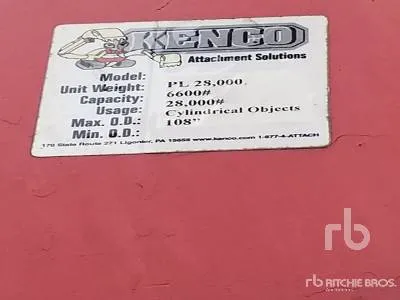 KENCO
Attachment Solutions
Model: PL 28,000
Unit Weight: 6600#
Capacity: 28,000#
Usage: Cylindrical Objects
Max. O.D.: 108"
Min. O.D.:
170 State Route 271 Ligonier, PA 15658 www.kenco.com 1-877-4-ATTACH
rb
rb RITCHIE BROS.